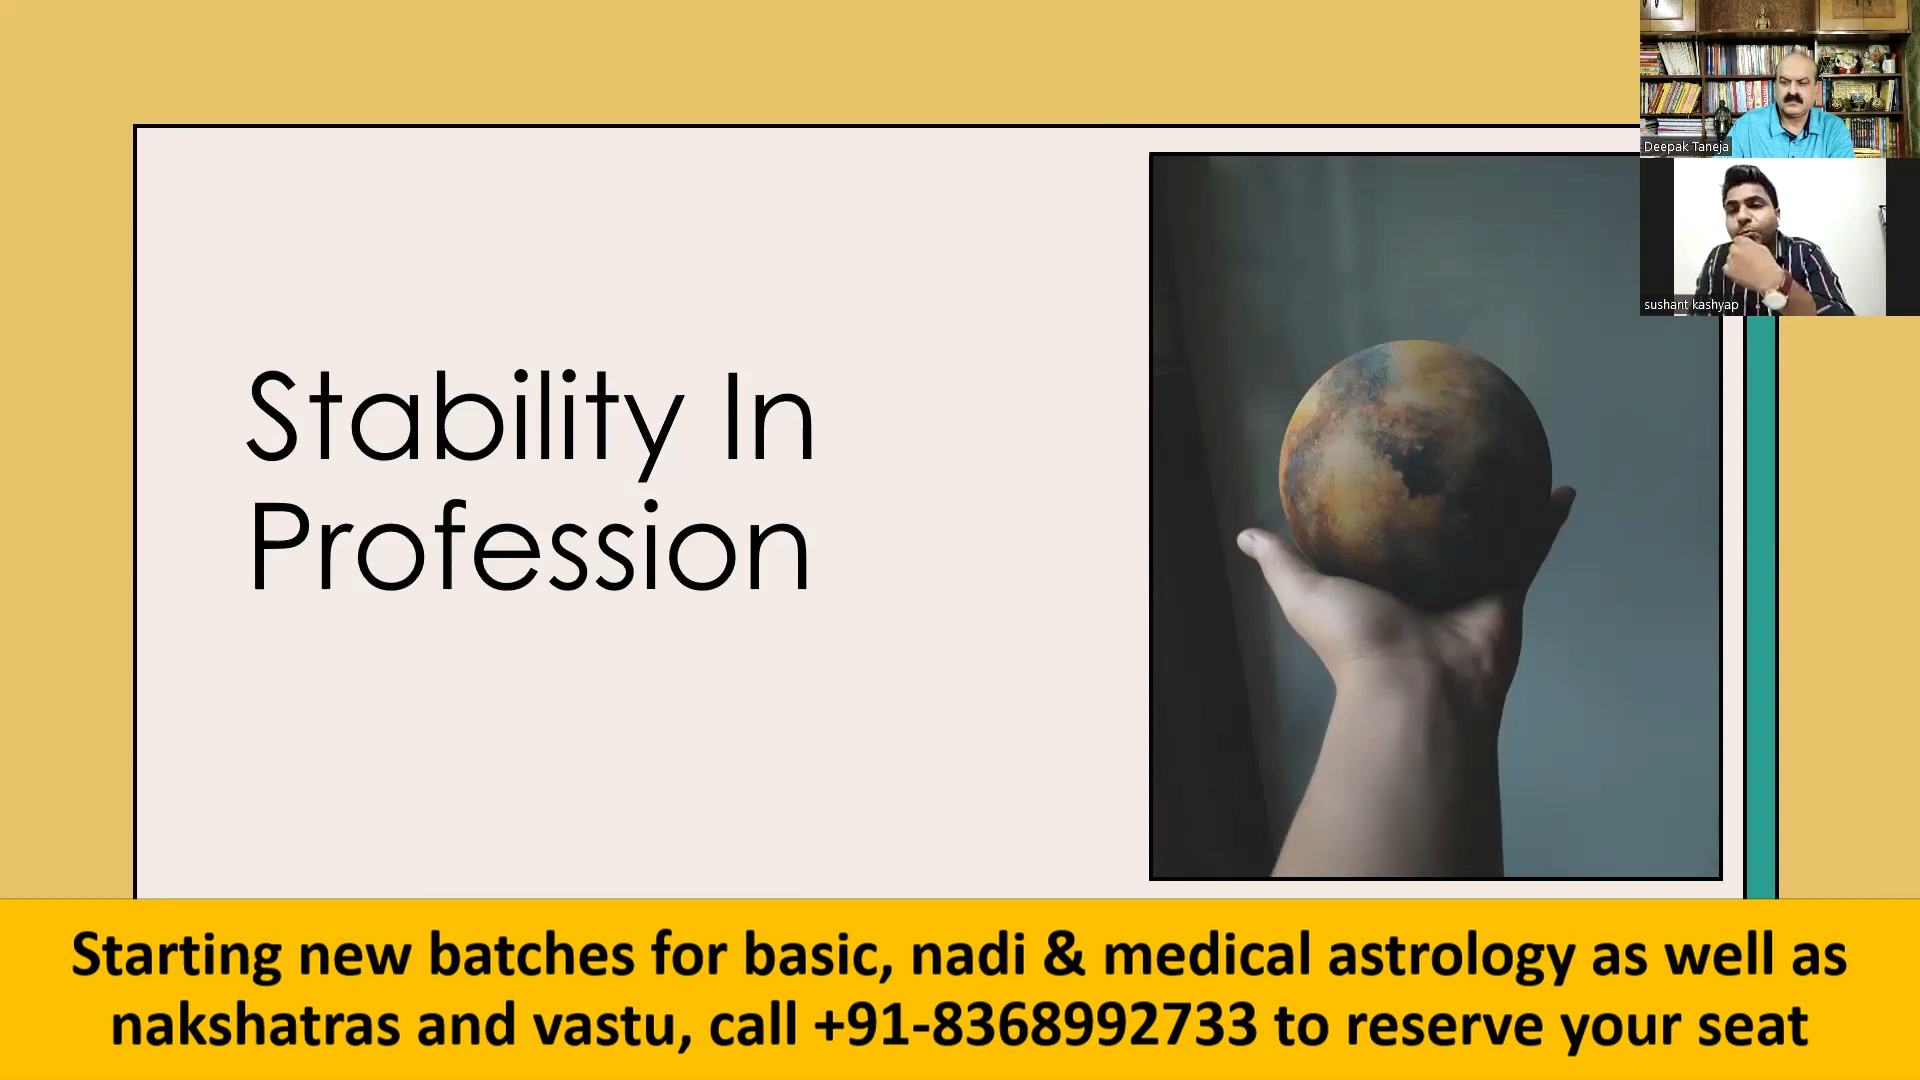 Stability In
Profession
Deepak Taneja
sushant kashyap
Starting new batches for basic, nadi & medical astrology as well as
nakshatras and vastu, call +91-8368992733 to reserve your seat